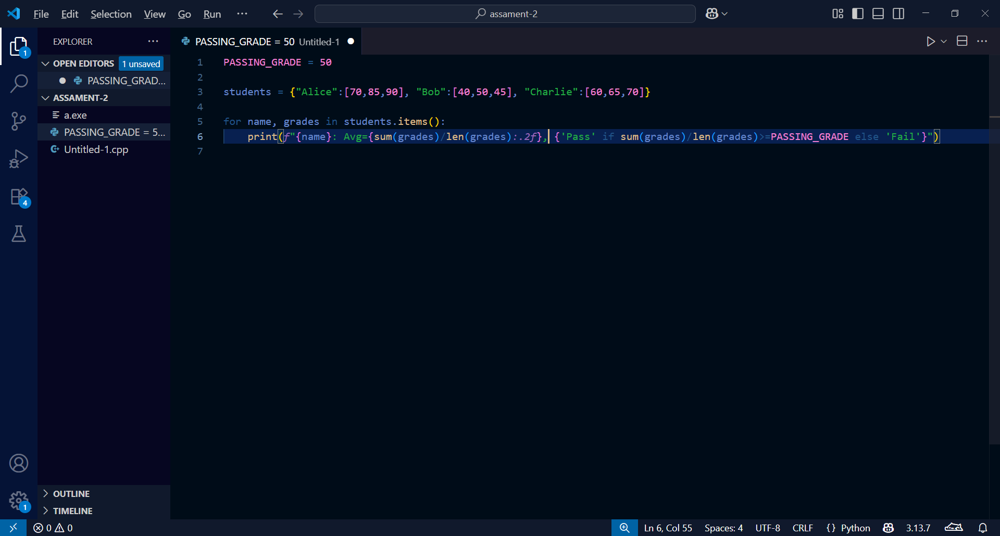 File Edit Selection View Go Run ··· assament-2
EXPLORER ···
OPEN EDITORS 1 unsaved
PASSING_GRAD...
ASSAMENT-2
a.exe
PASSING_GRADE = 5...
Untitled-1.cpp
OUTLINE
TIMELINE
1
4
1
PASSING_GRADE = 50 Untitled-1
1 PASSING_GRADE = 50
2
3 students = {"Alice":[70,85,90], "Bob":[40,50,45], "Charlie":[60,65,70]}
4
5 for name, grades in students.items():
6 print(f"{name}: Avg={sum(grades)/len(grades):.2f}, {'Pass' if sum(grades)/len(grades)>=PASSING_GRADE else 'Fail'}")
7
0 0 Ln 6, Col 55 Spaces: 4 UTF-8 CRLF {} Python 3.13.7